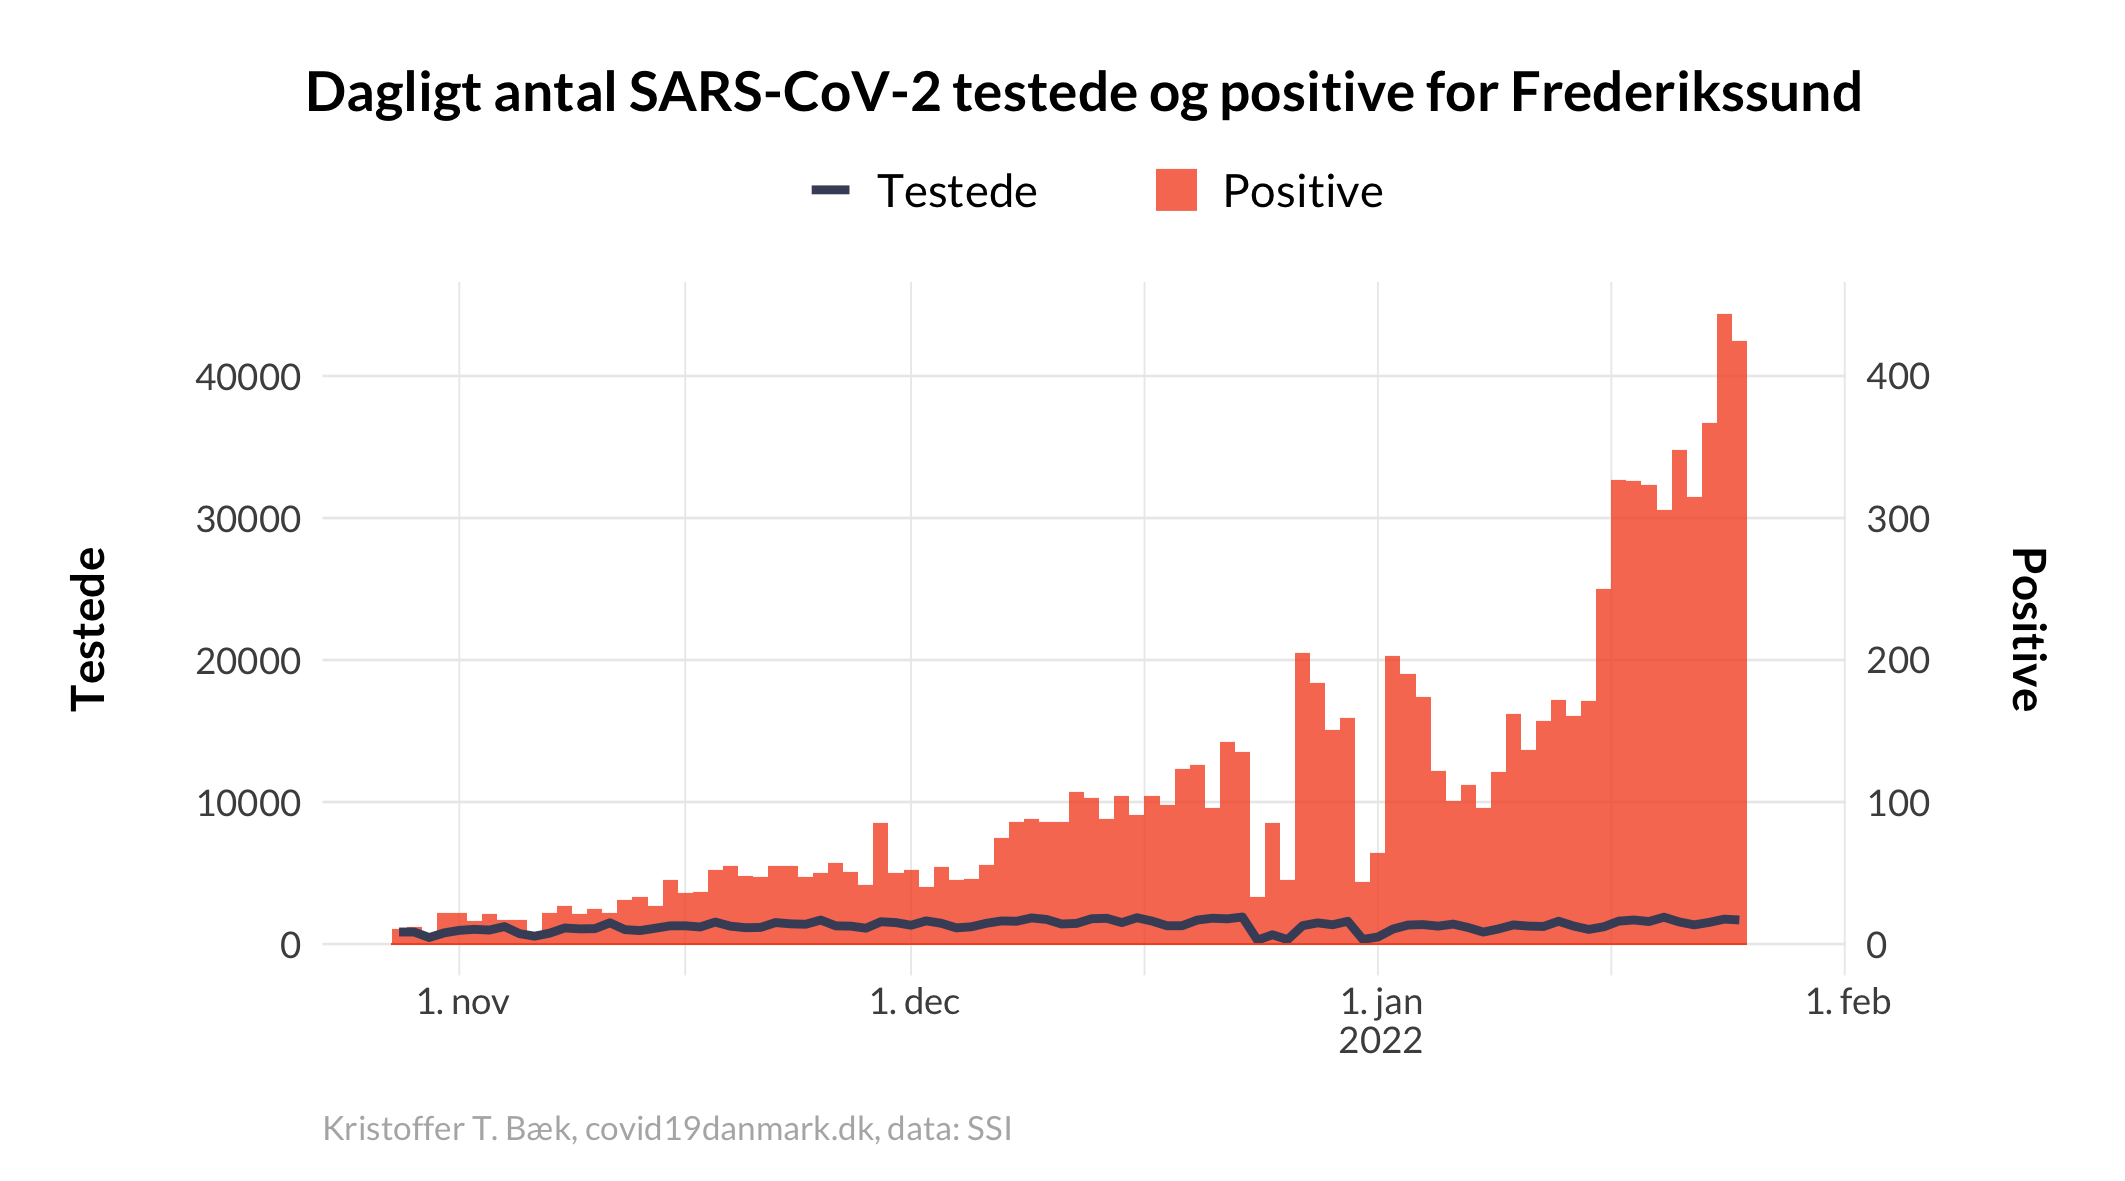 Dagligt antal SARS-CoV-2 testede og positive for Frederikssund
Testede Positive
Testede
40000
30000
20000
10000
0
400
300
200
100
0
Positive
1. nov 1. dec 1. jan 1. feb
2022
Kristoffer T. Bæk, covid19danmark.dk, data: SSI